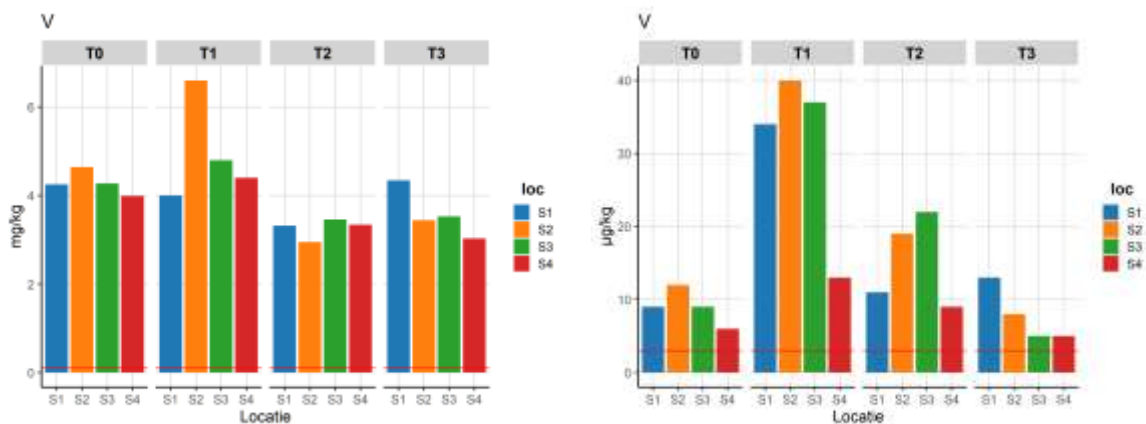 V
T0 T1 T2 T3
6
4
2
0
mg/kg
S1 S2 S3 S4 S1 S2 S3 S4 S1 S2 S3 S4 S1 S2 S3 S4
Locatie
loc
S1
S2
S3
S4
V
T0 T1 T2 T3
40
30
20
10
0
µg/kg
S1 S2 S3 S4 S1 S2 S3 S4 S1 S2 S3 S4 S1 S2 S3 S4
Locatie
loc
S1
S2
S3
S4